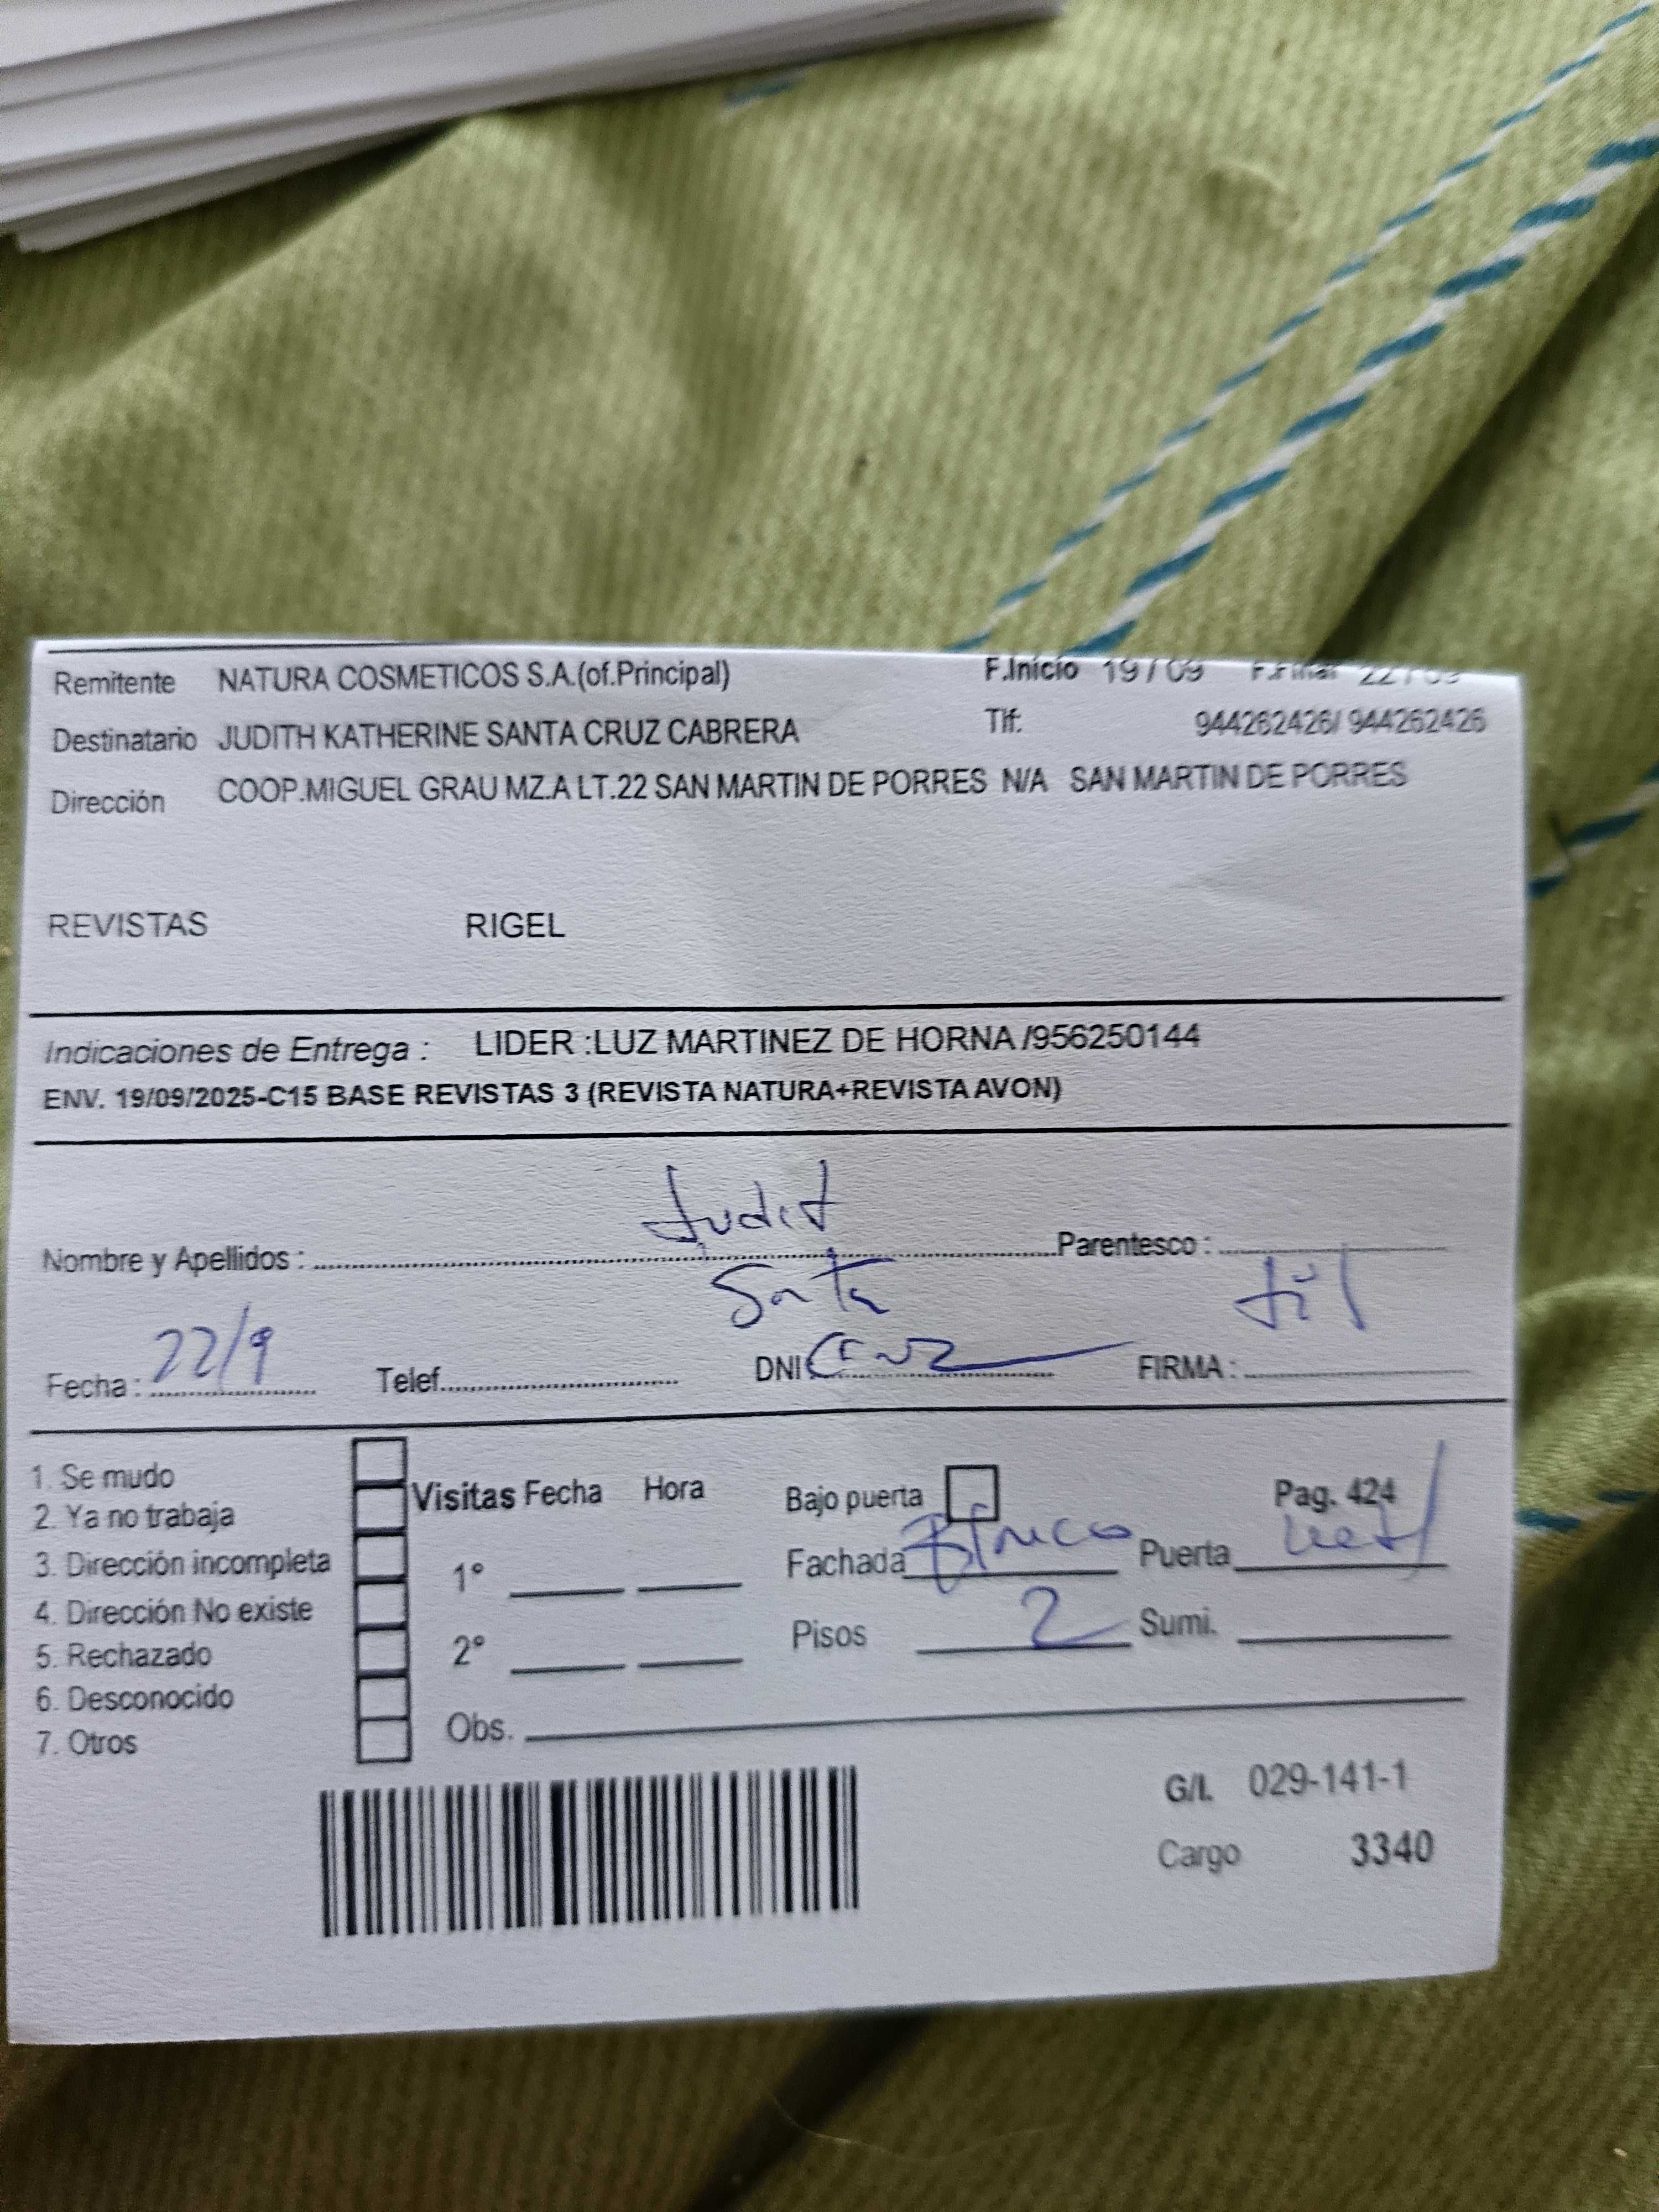 Remitente NATURA COSMETICOS S.A.(of.Principal) F.Inicio 19/09 F.Final 22/09
Destinatario JUDITH KATHERINE SANTA CRUZ CABRERA Tlf: 944262426/ 944262426
Dirección COOP.MIGUEL GRAU MZ.A LT.22 SAN MARTIN DE PORRES N/A SAN MARTIN DE PORRES
REVISTAS RIGEL
Indicaciones de Entrega : LIDER :LUZ MARTINEZ DE HORNA /956250144
ENV. 19/09/2025-C15 BASE REVISTAS 3 (REVISTA NATURA+REVISTA AVON)
Judit
Nombre y Apellidos : Parentesco :
Santa
Fecha : 22/9 Telef. DNI Cruz FIRMA :
1. Se mudo
2. Ya no trabaja
3. Dirección incompleta
4. Dirección No existe
5. Rechazado
6. Desconocido
7. Otros
Visitas Fecha Hora
1°
2°
Obs.
Bajo puerta Pag. 424
Fachada Blanco Puerta
Pisos 2 Sumi.
G/I. 029-141-1
Cargo 3340